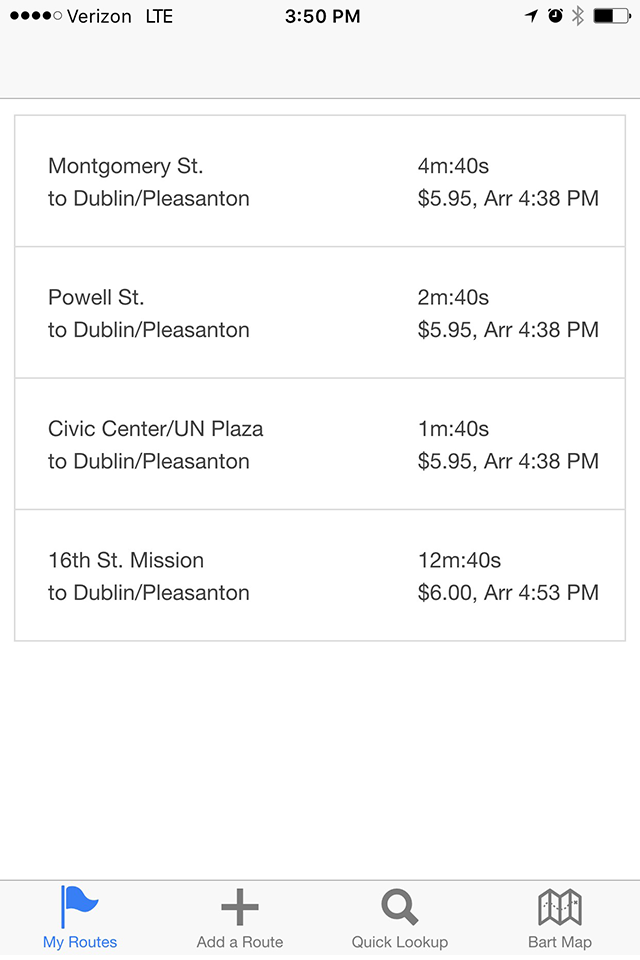 Verizon LTE 3:50 PM
Montgomery St. 4m:40s
to Dublin/Pleasanton $5.95, Arr 4:38 PM
Powell St. 2m:40s
to Dublin/Pleasanton $5.95, Arr 4:38 PM
Civic Center/UN Plaza 1m:40s
to Dublin/Pleasanton $5.95, Arr 4:38 PM
16th St. Mission 12m:40s
to Dublin/Pleasanton $6.00, Arr 4:53 PM
My Routes Add a Route Quick Lookup Bart Map